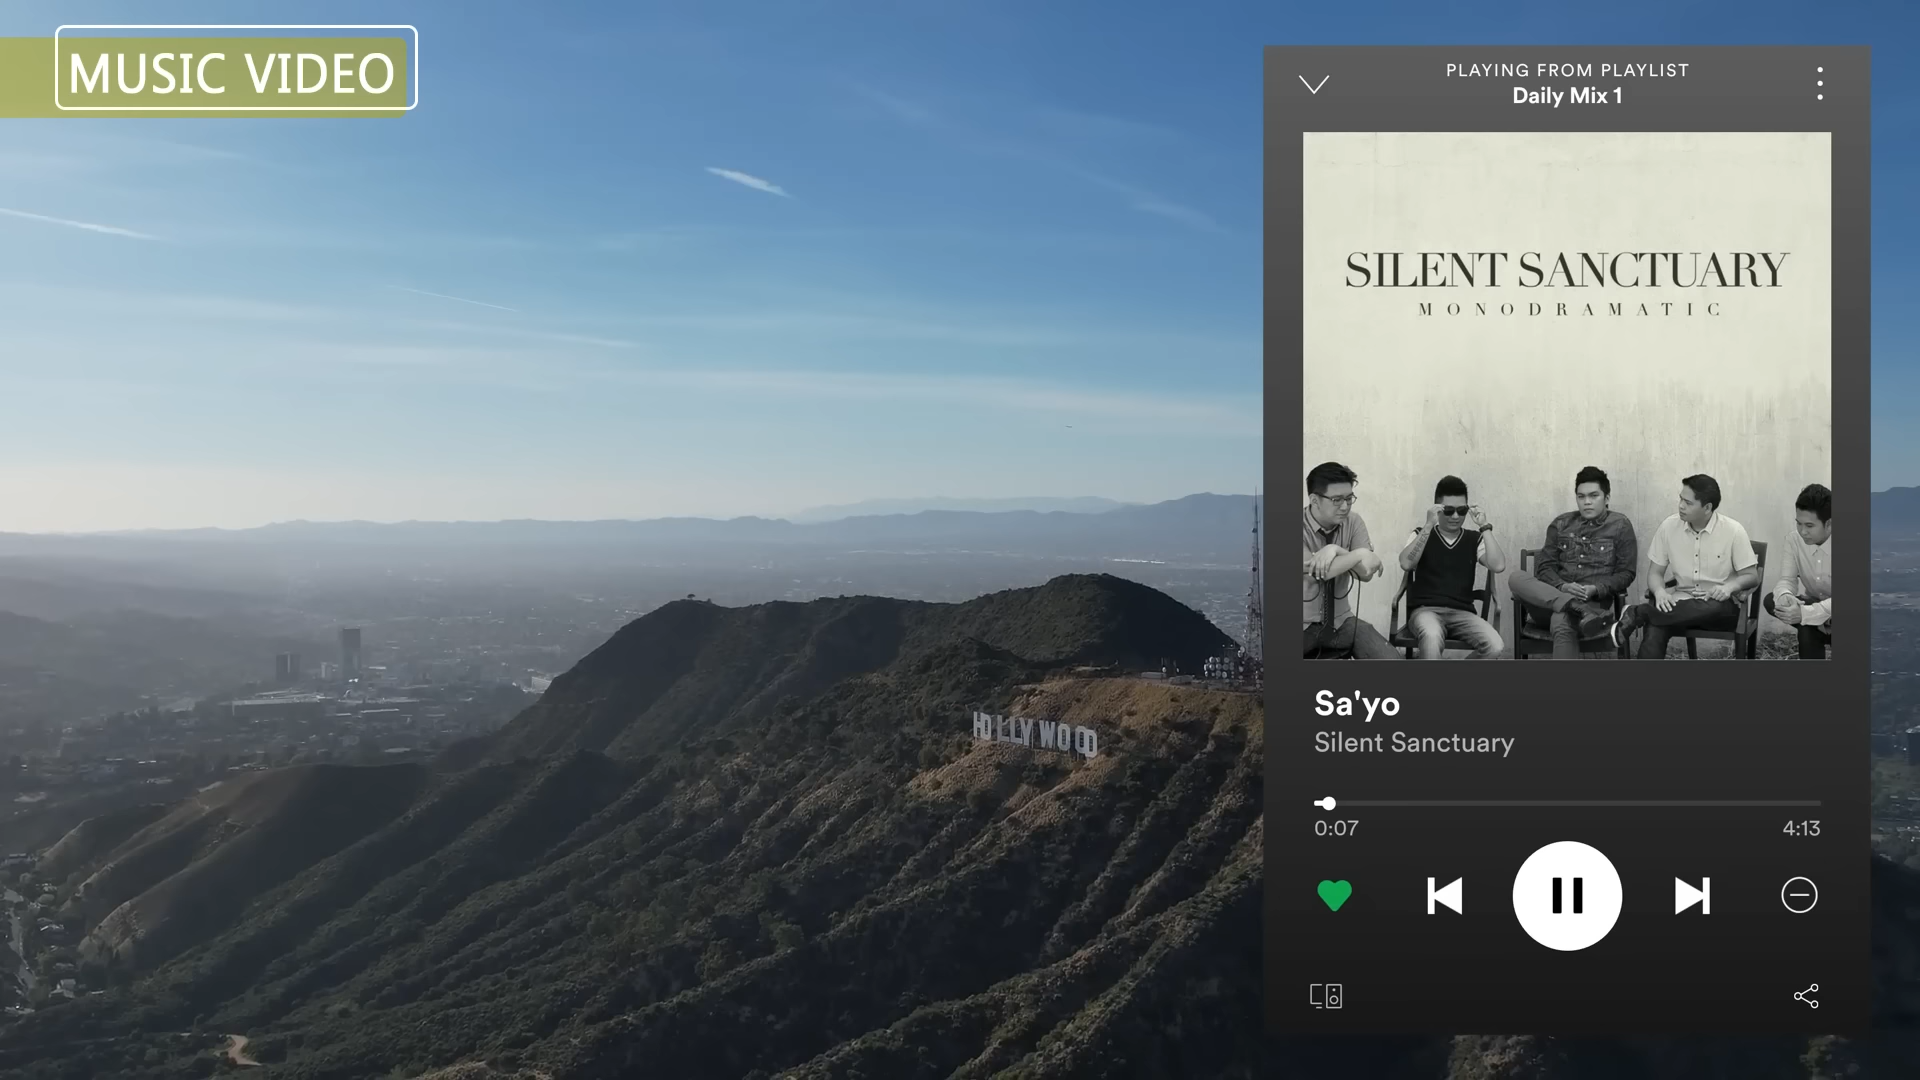 MUSIC VIDEO
PLAYING FROM PLAYLIST
Daily Mix 1
SILENT SANCTUARY
MONODRAMATIC
HOLLYWOOD
Sa'yo
Silent Sanctuary
0:07
4:13